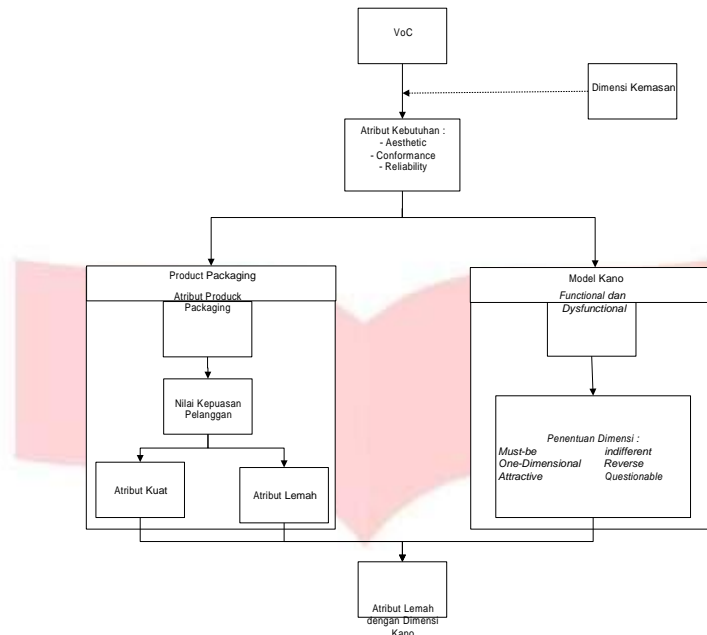 VoC
Dimensi Kemasan
Atribut Kebutuhan :
- Aesthetic
- Conformance
- Reliability
Product Packaging
Atribut Produck
Packaging
Nilai Kepuasan
Pelanggan
Atribut Kuat
Atribut Lemah
Model Kano
Functional dan
Dysfunctional
Penentuan Dimensi :
Must-be indifferent
One-Dimensional Reverse
Attractive Questionable
Atribut Lemah
dengan Dimensi
Kano